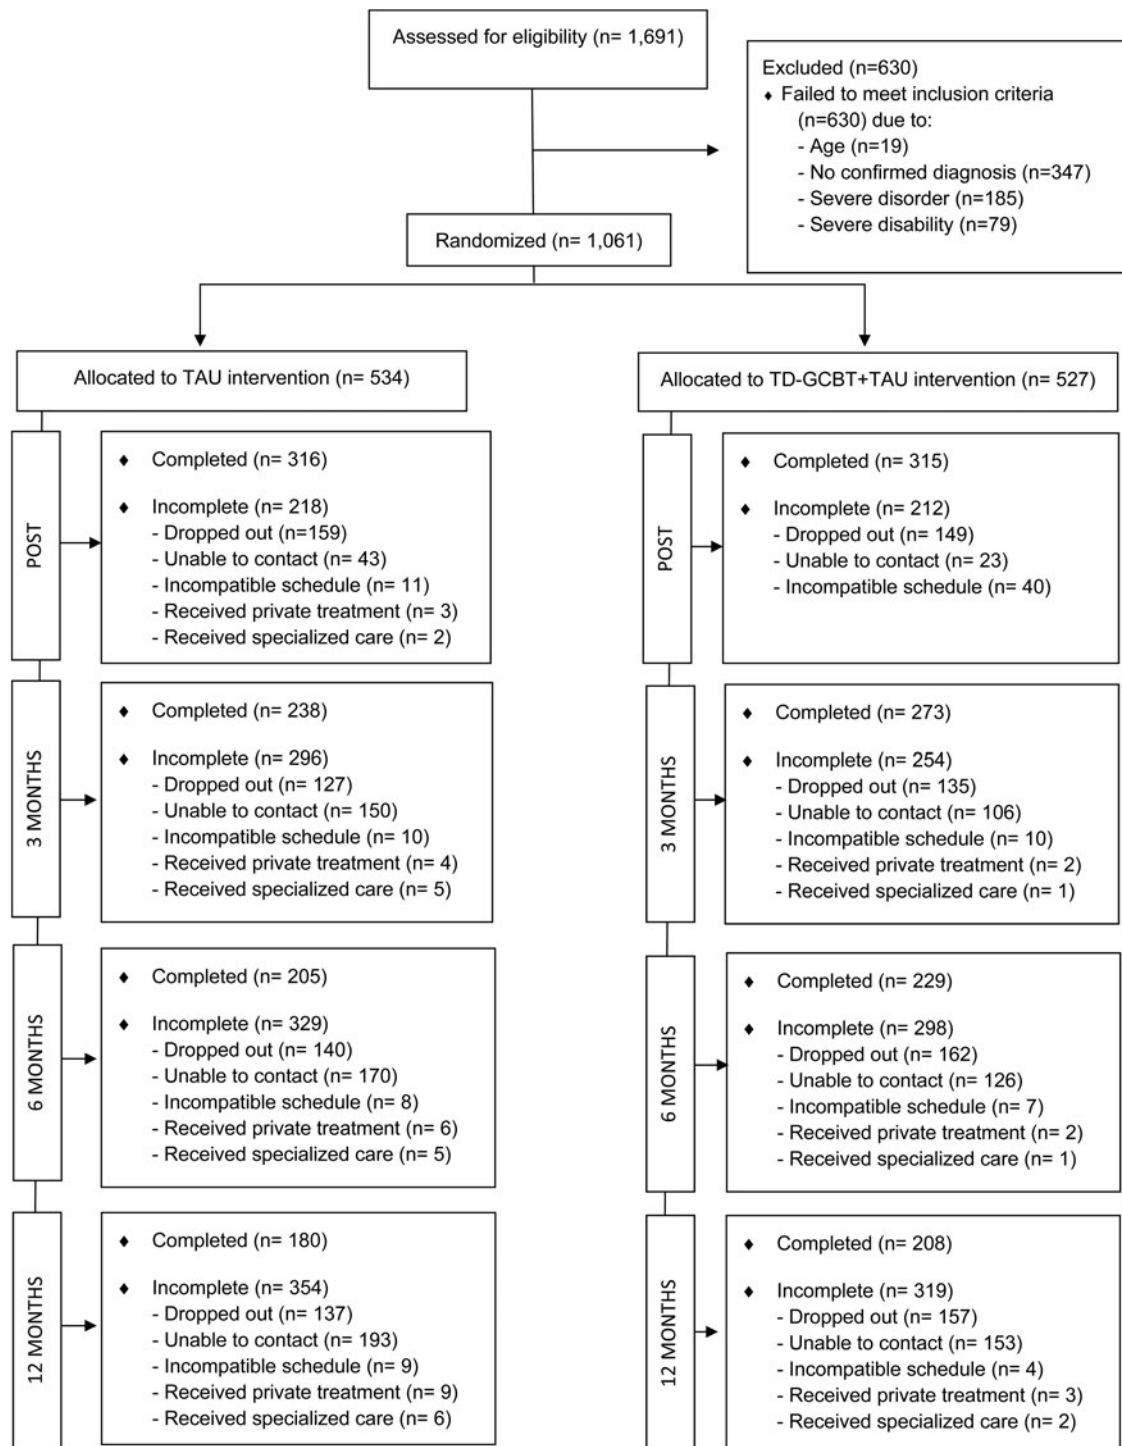 Assessed for eligibility (n= 1,691)
Excluded (n=630)
♦ Failed to meet inclusion criteria
(n=630) due to:
- Age (n=19)
- No confirmed diagnosis (n=347)
- Severe disorder (n=185)
- Severe disability (n=79)
Randomized (n= 1,061)
Allocated to TAU intervention (n= 534)
POST
♦ Completed (n= 316)
♦ Incomplete (n= 218)
- Dropped out (n=159)
- Unable to contact (n= 43)
- Incompatible schedule (n= 11)
- Received private treatment (n= 3)
- Received specialized care (n= 2)
3 MONTHS
♦ Completed (n= 238)
♦ Incomplete (n= 296)
- Dropped out (n= 127)
- Unable to contact (n= 150)
- Incompatible schedule (n= 10)
- Received private treatment (n= 4)
- Received specialized care (n= 5)
6 MONTHS
♦ Completed (n= 205)
♦ Incomplete (n= 329)
- Dropped out (n= 140)
- Unable to contact (n= 170)
- Incompatible schedule (n= 8)
- Received private treatment (n= 6)
- Received specialized care (n= 5)
12 MONTHS
♦ Completed (n= 180)
♦ Incomplete (n= 354)
- Dropped out (n= 137)
- Unable to contact (n= 193)
- Incompatible schedule (n= 9)
- Received private treatment (n= 9)
- Received specialized care (n= 6)
Allocated to TD-GCBT+TAU intervention (n= 527)
POST
♦ Completed (n= 315)
♦ Incomplete (n= 212)
- Dropped out (n= 149)
- Unable to contact (n= 23)
- Incompatible schedule (n= 40)
3 MONTHS
♦ Completed (n= 273)
♦ Incomplete (n= 254)
- Dropped out (n= 135)
- Unable to contact (n= 106)
- Incompatible schedule (n= 10)
- Received private treatment (n= 2)
- Received specialized care (n= 1)
6 MONTHS
♦ Completed (n= 229)
♦ Incomplete (n= 298)
- Dropped out (n= 162)
- Unable to contact (n= 126)
- Incompatible schedule (n= 7)
- Received private treatment (n= 2)
- Received specialized care (n= 1)
12 MONTHS
♦ Completed (n= 208)
♦ Incomplete (n= 319)
- Dropped out (n= 157)
- Unable to contact (n= 153)
- Incompatible schedule (n= 4)
- Received private treatment (n= 3)
- Received specialized care (n= 2)